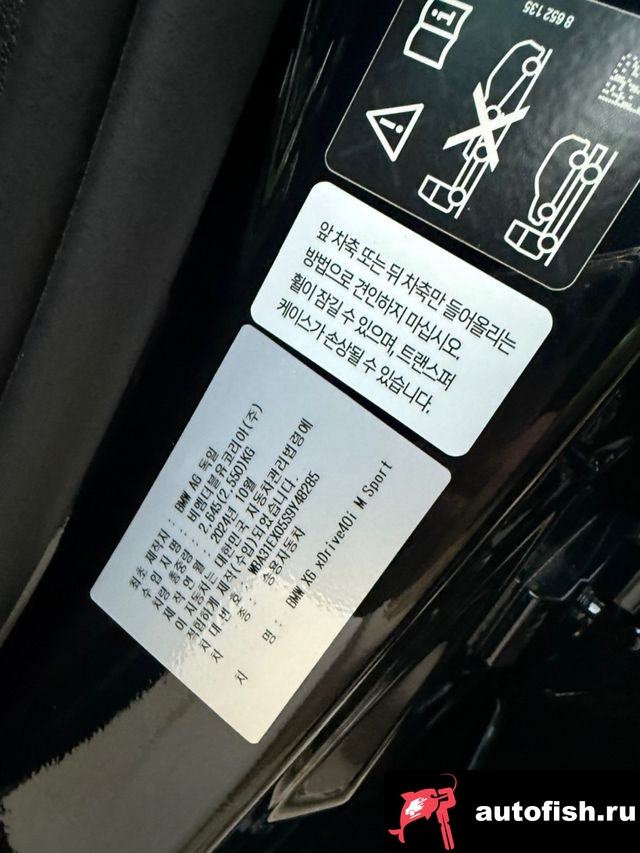 8 652 135
앞 차축 또는 뒤 차축만 들어올리는
방법으로 견인하지 마십시오.
휠이 잠길 수 있으며, 트랜스퍼
케이스가 손상될 수 있습니다.
최초 제작자 : BMW AG 독일
수입 자 : 비엠더블유코리아(주)
차량 총중량 : 2,645(2,550)KG
제 작 연 월 : 2024년 10월
이 자동차는 대한민국 자동차관리법령에
적합하게 제작(수입)되었습니다.
차 대 번 호 :
차 종 : 승용자동차
차 명 : BMW X6 xDrive40i M Sport
autofish.ru